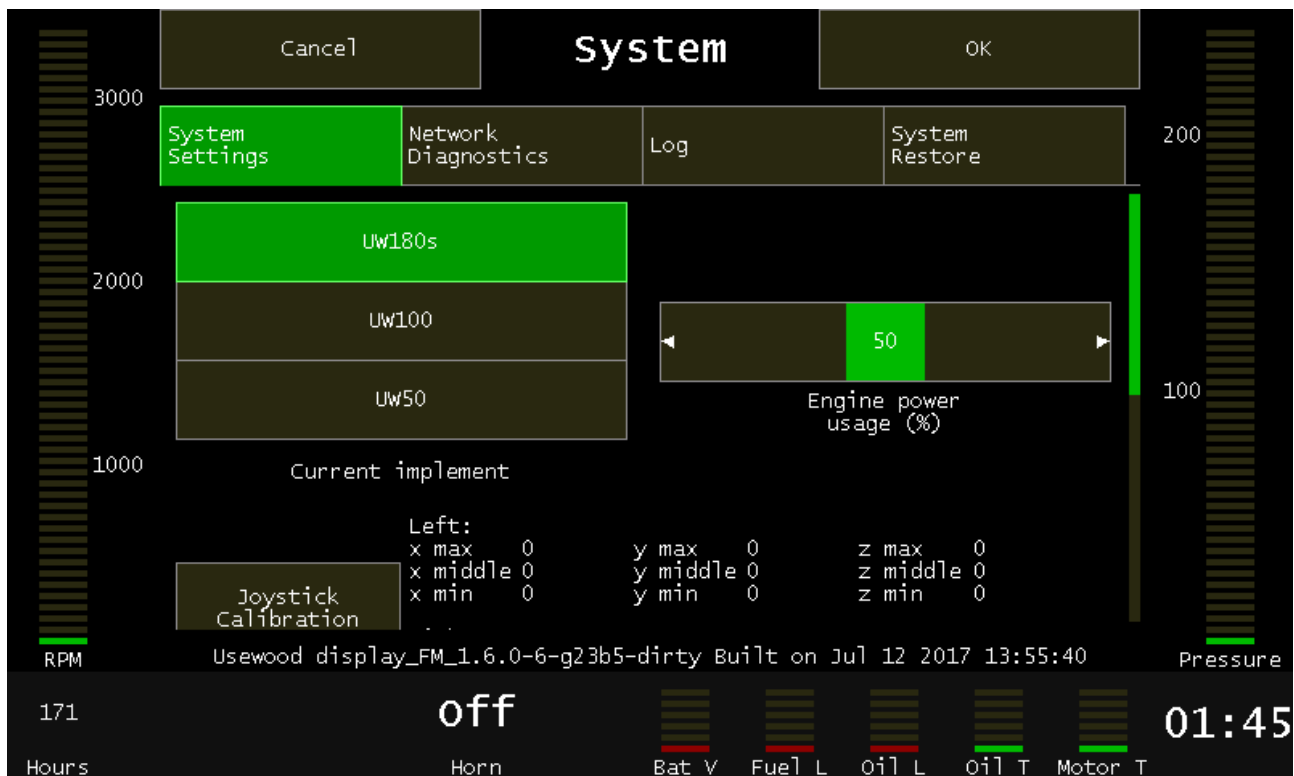 Cancel
System
OK
3000
2000
1000
RPM
200
100
Pressure
System
Settings
Network
Diagnostics
Log
System
Restore
UW180s
UW100
UW50
Current implement
50
Engine power
usage (%)
Joystick
Calibration
Left:
x max 0 y max 0 z max 0
x middle 0 y middle 0 z middle 0
x min 0 y min 0 z min 0
Usewood display_FM_1.6.0-6-g23b5-dirty Built on Jul 12 2017 13:55:40
171
Hours
Off
Horn
Bat V
Fuel L
Oil L
Oil T
Motor T
01:45